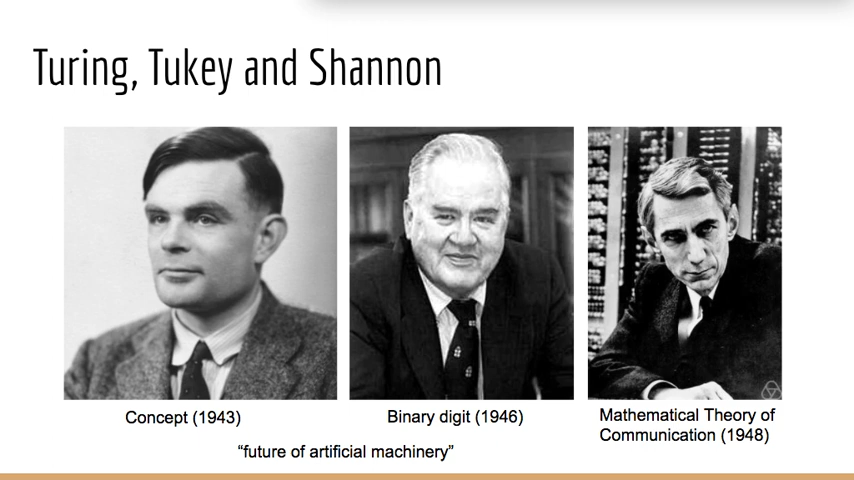 Turing, Tukey and Shannon
Concept (1943)
Binary digit (1946)
Mathematical Theory of
Communication (1948)
“future of artificial machinery”